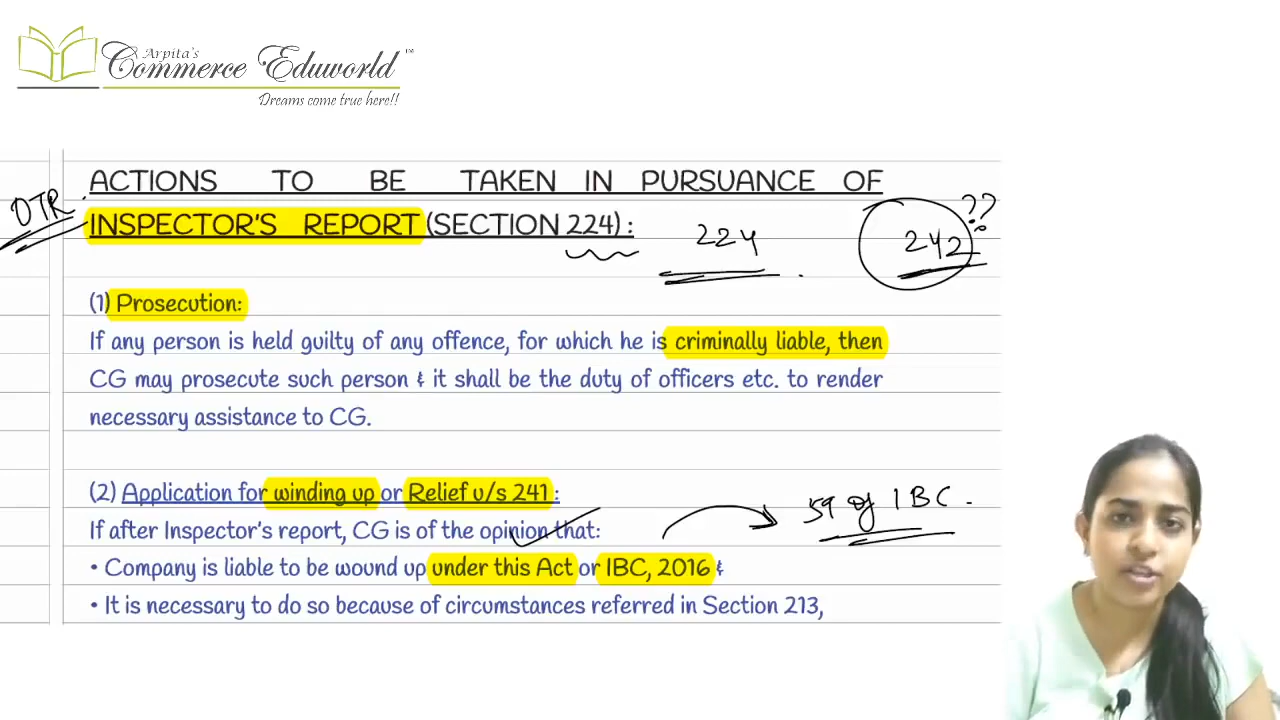 Arpita's
Commerce Eduworld™
Dreams come true here!!
ACTIONS TO BE TAKEN IN PURSUANCE OF
DTR.
INSPECTOR'S REPORT (SECTION 224) :
224
242
??
(1) Prosecution:
If any person is held guilty of any offence, for which he is criminally liable, then
CG may prosecute such person & it shall be the duty of officers etc. to render
necessary assistance to CG.
(2) Application for winding up or Relief u/s 241 :
59 of IBC.
If after Inspector's report, CG is of the opinion that:
• Company is liable to be wound up under this Act or IBC, 2016 &
• It is necessary to do so because of circumstances referred in Section 213,